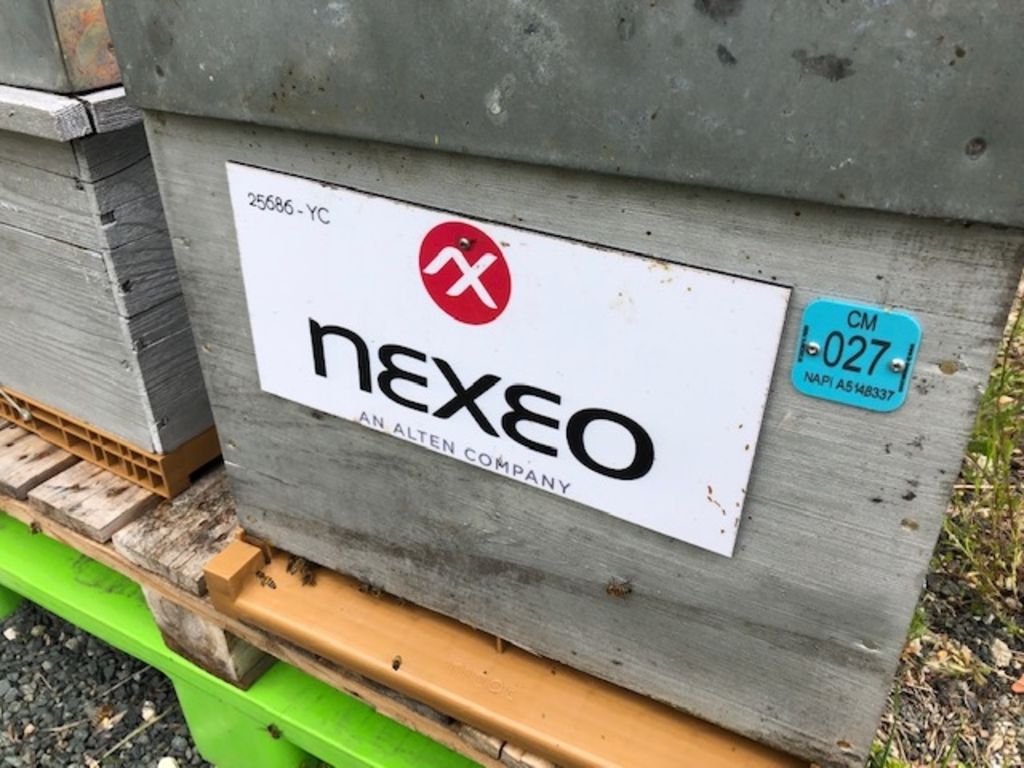 25686-YC
nexeo
AN ALTEN COMPANY
CM
027
NAPI A5148337